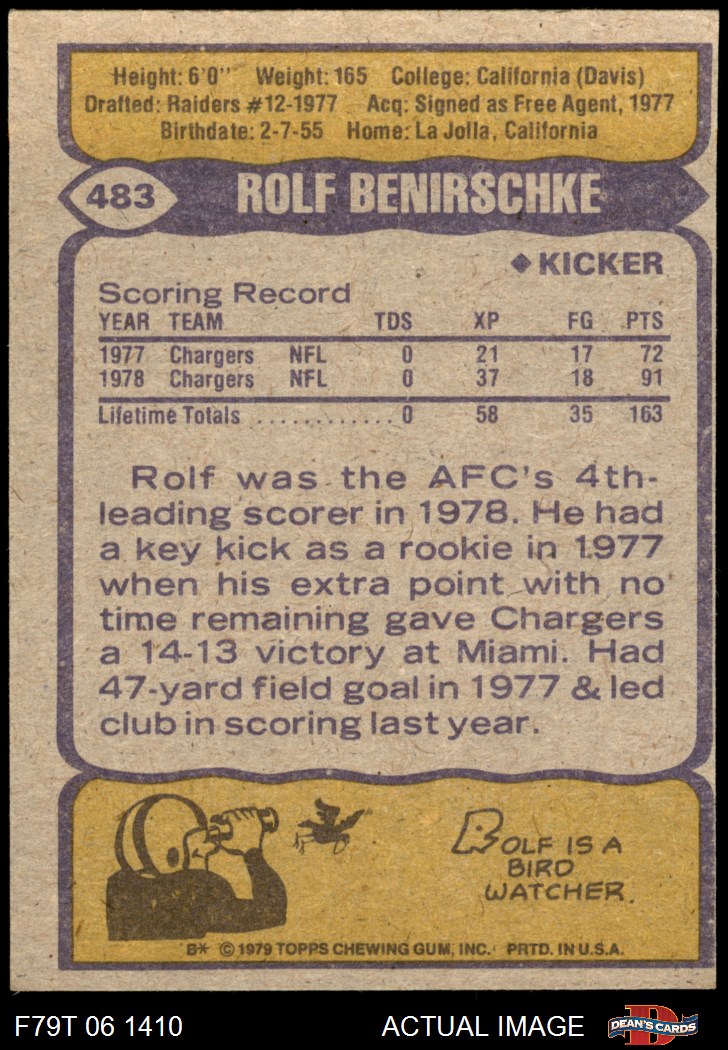 Height: 6'0" Weight: 165 College: California (Davis)
Drafted: Raiders #12-1977 Acq: Signed as Free Agent, 1977
Birthdate: 2-7-55 Home: La Jolla, California
483 ROLF BENIRSCHKE
◆ KICKER
Scoring Record
YEAR TEAM TDS XP FG PTS
1977 Chargers NFL 0 21 17 72
1978 Chargers NFL 0 37 18 91
Lifetime Totals ............ 0 58 35 163
Rolf was the AFC's 4th-
leading scorer in 1978. He had
a key kick as a rookie in 1977
when his extra point with no
time remaining gave Chargers
a 14-13 victory at Miami. Had
47-yard field goal in 1977 & led
club in scoring last year.
ROLF IS A
BIRD
WATCHER.
B* © 1979 TOPPS CHEWING GUM, INC. PRTD. IN U.S.A.
F79T 06 1410 ACTUAL IMAGE DEAN'S CARDS